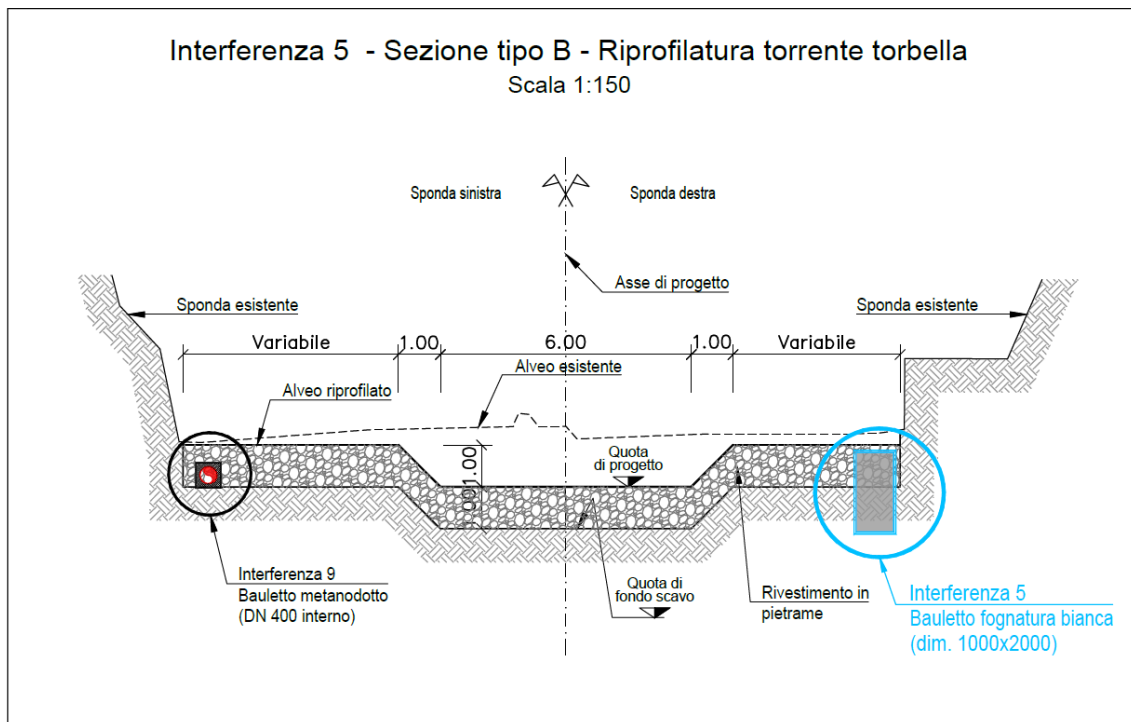 Interferenza 5 - Sezione tipo B - Riprofilatura torrente torbella
Scala 1:150
Sponda sinistra
Sponda destra
Asse di progetto
Sponda esistente
Sponda esistente
Variabile
1.00
6.00
1.00
Variabile
Alveo esistente
Alveo riprofilato
Quota
di progetto
1.00
1.00
Interferenza 9
Bauletto metanodotto
(DN 400 interno)
Quota di
fondo scavo
Rivestimento in
pietrame
Interferenza 5
Bauletto fognatura bianca
(dim. 1000x2000)